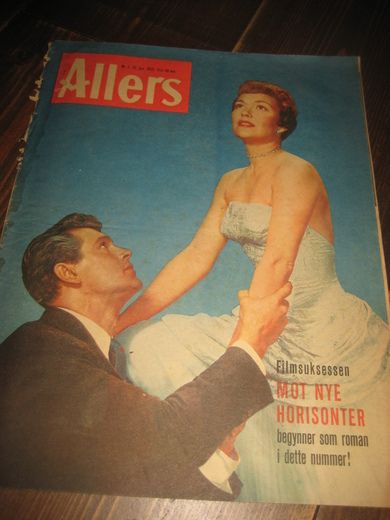 Allers
Filmsuksessen
MOT NYE
HORISONTER
begynner som roman
i dette nummer!